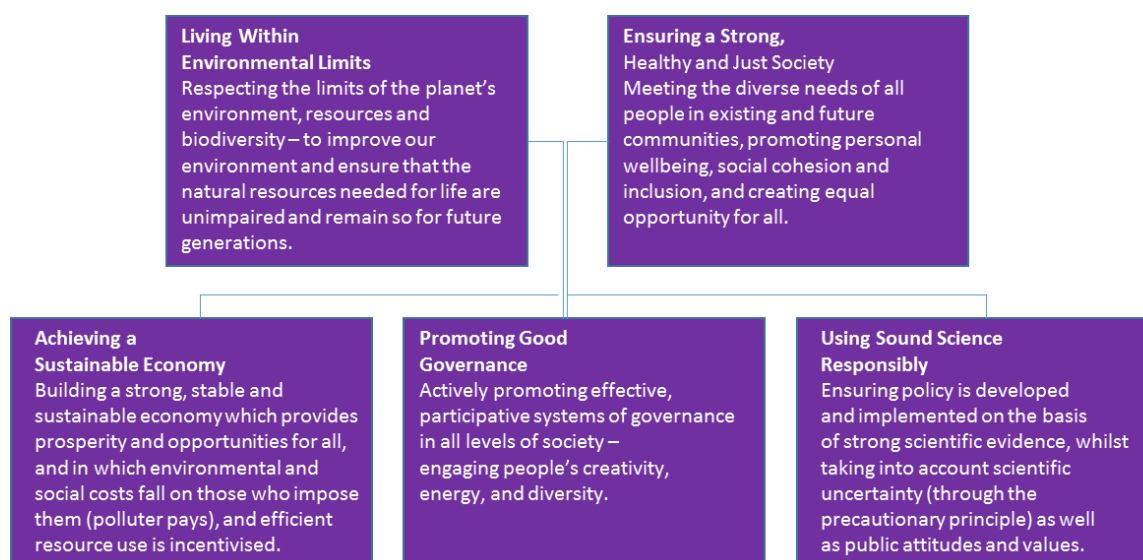 Living Within
Environmental Limits
Respecting the limits of the planet’s
environment, resources and
biodiversity – to improve our
environment and ensure that the
natural resources needed for life are
unimpaired and remain so for future
generations.
Ensuring a Strong,
Healthy and Just Society
Meeting the diverse needs of all
people in existing and future
communities, promoting personal
wellbeing, social cohesion and
inclusion, and creating equal
opportunity for all.
Achieving a
Sustainable Economy
Building a strong, stable and
sustainable economy which provides
prosperity and opportunities for all,
and in which environmental and
social costs fall on those who impose
them (polluter pays), and efficient
resource use is incentivised.
Promoting Good
Governance
Actively promoting effective,
participative systems of governance
in all levels of society –
engaging people’s creativity,
energy, and diversity.
Using Sound Science
Responsibly
Ensuring policy is developed
and implemented on the basis
of strong scientific evidence, whilst
taking into account scientific
uncertainty (through the
precautionary principle) as well
as public attitudes and values.